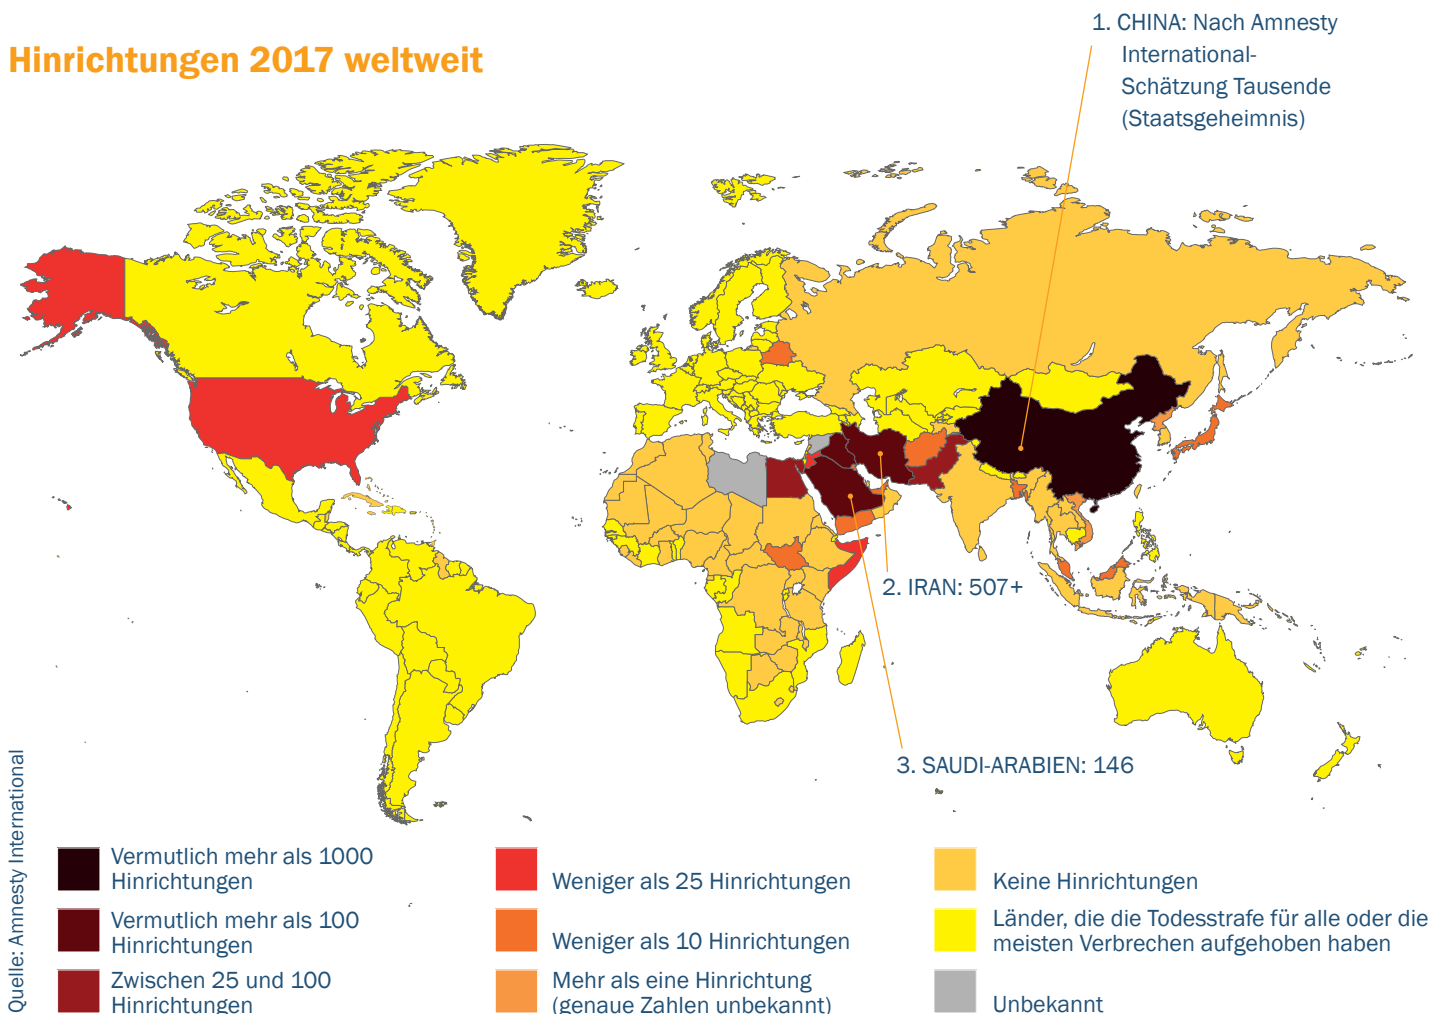 Hinrichtungen 2017 weltweit
1. CHINA: Nach Amnesty
International-
Schätzung Tausende
(Staatsgeheimnis)
2. IRAN: 507+
3. SAUDI-ARABIEN: 146
Quelle: Amnesty International
Vermutlich mehr als 1000
Hinrichtungen
Vermutlich mehr als 100
Hinrichtungen
Zwischen 25 und 100
Hinrichtungen
Weniger als 25 Hinrichtungen
Weniger als 10 Hinrichtungen
Mehr als eine Hinrichtung
(genaue Zahlen unbekannt)
Keine Hinrichtungen
Länder, die die Todesstrafe für alle oder die
meisten Verbrechen aufgehoben haben
Unbekannt